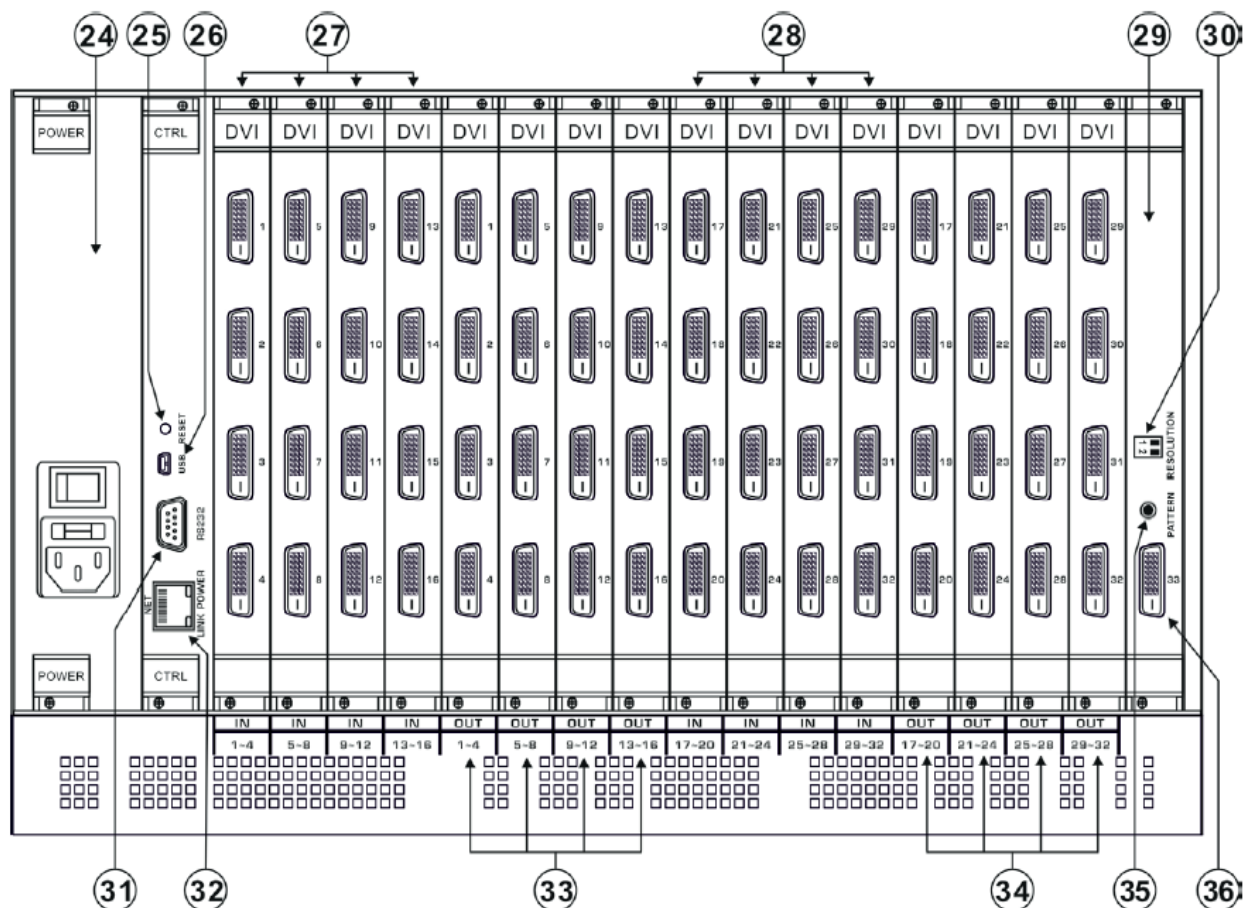 24 25 26 27 28 29 30
POWER CTRL DVI DVI DVI DVI DVI DVI DVI DVI DVI DVI DVI DVI DVI DVI DVI DVI
1 5 9 13 1 5 9 13 17 21 25 29 17 21 25 29
2 6 10 14 2 6 10 14 18 22 26 30 18 22 26 30
RESET
USB
3 7 11 15 3 7 11 15 19 23 27 31 19 23 27 31
1 2
RESOLUTION
RS232
PATTERN
4 8 12 16 4 8 12 16 20 24 28 32 20 24 28 32 33
NET
LINK POWER
POWER CTRL
IN IN IN IN OUT OUT OUT OUT IN IN IN IN OUT OUT OUT OUT
1~4 5~8 9~12 13~16 1~4 5~8 9~12 13~16 17~20 21~24 25~28 29~32 17~20 21~24 25~28 29~32
31 32 33 34 35 36